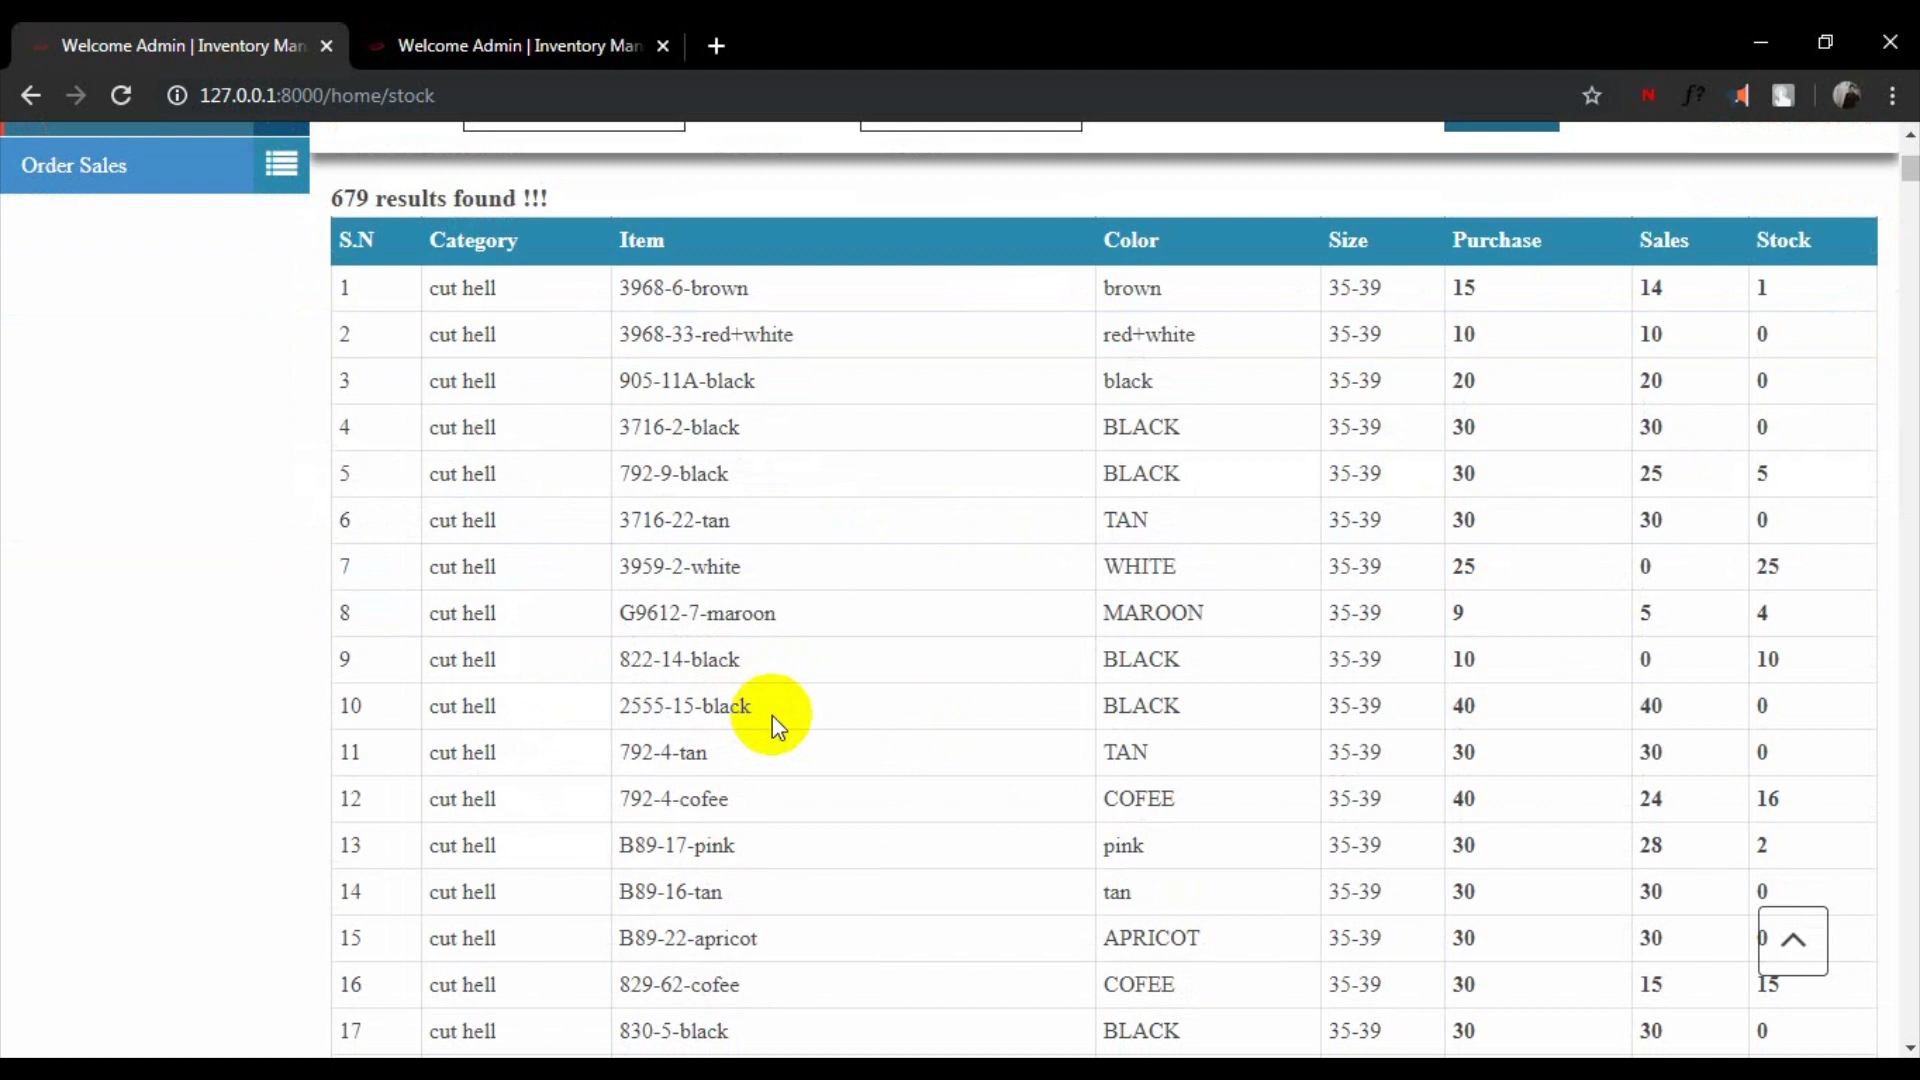 Welcome Admin | Inventory Man
Welcome Admin | Inventory Man
127.0.0.1:8000/home/stock
N
f?
Order Sales
679 results found !!!
S.N Category Item Color Size Purchase Sales Stock
1 cut hell 3968-6-brown brown 35-39 15 14 1
2 cut hell 3968-33-red+white red+white 35-39 10 10 0
3 cut hell 905-11A-black black 35-39 20 20 0
4 cut hell 3716-2-black BLACK 35-39 30 30 0
5 cut hell 792-9-black BLACK 35-39 30 25 5
6 cut hell 3716-22-tan TAN 35-39 30 30 0
7 cut hell 3959-2-white WHITE 35-39 25 0 25
8 cut hell G9612-7-maroon MAROON 35-39 9 5 4
9 cut hell 822-14-black BLACK 35-39 10 0 10
10 cut hell 2555-15-black BLACK 35-39 40 40 0
11 cut hell 792-4-tan TAN 35-39 30 30 0
12 cut hell 792-4-cofee COFEE 35-39 40 24 16
13 cut hell B89-17-pink pink 35-39 30 28 2
14 cut hell B89-16-tan tan 35-39 30 30 0
15 cut hell B89-22-apricot APRICOT 35-39 30 30 0
16 cut hell 829-62-cofee COFEE 35-39 30 15 15
17 cut hell 830-5-black BLACK 35-39 30 30 0